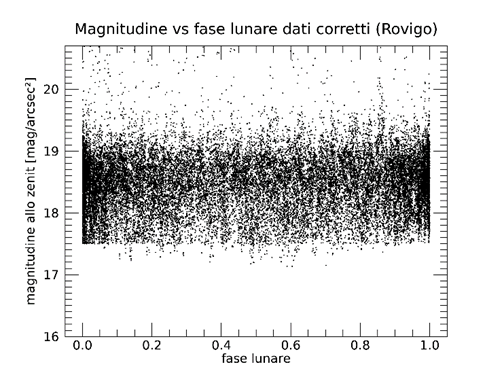 Magnitudine vs fase lunare dati corretti (Rovigo)
magnitudine allo zenit [mag/arcsec²]
20
19
18
17
16
0.0 0.2 0.4 0.6 0.8 1.0
fase lunare